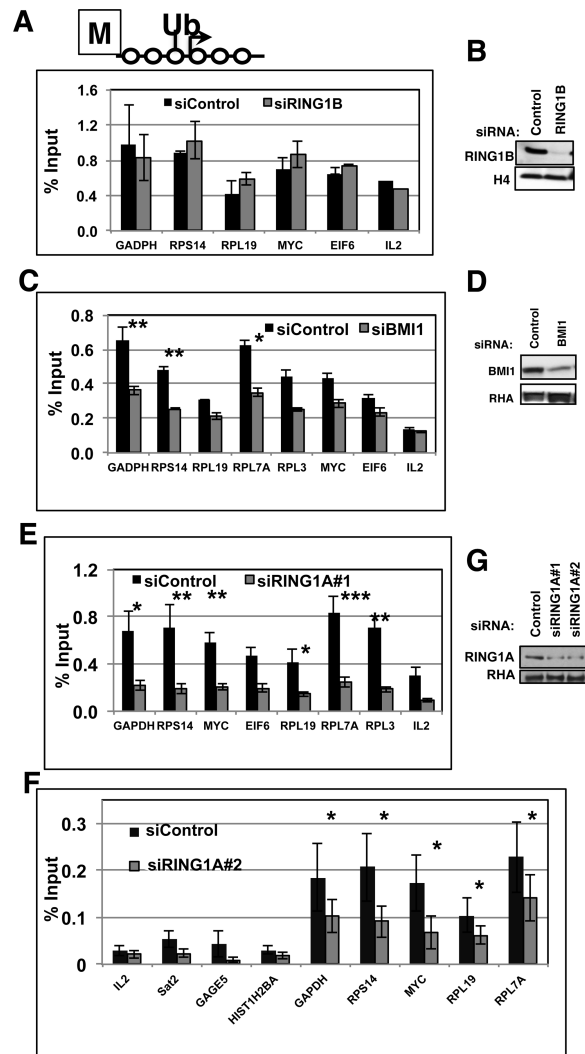 A
M
Ub
% Input
1.6
1.2
0.8
0.4
0.0
siControl siRING1B
GADPH RPS14 RPL19 MYC EIF6 IL2
B
siRNA: Control RING1B
RING1B
H4
C
% Input
0.8
0.6
0.4
0.2
0.0
siControl siBMI1
** ** *
GADPH RPS14 RPL19 RPL7A RPL3 MYC EIF6 IL2
D
siRNA: Control BMI1
BMI1
RHA
E
% Input
1.2
0.8
0.4
0.0
siControl siRING1A#1
* ** ** * *** **
GAPDH RPS14 MYC EIF6 RPL19 RPL7A RPL3 IL2
G
siRNA: Control siRING1A#1 siRING1A#2
RING1A
RHA
F
% Input
0.3
0.2
0.1
0
siControl
siRING1A#2
* * * * *
IL2 Sat2 GAGE5 HIST1H2BA GAPDH RPS14 MYC RPL19 RPL7A